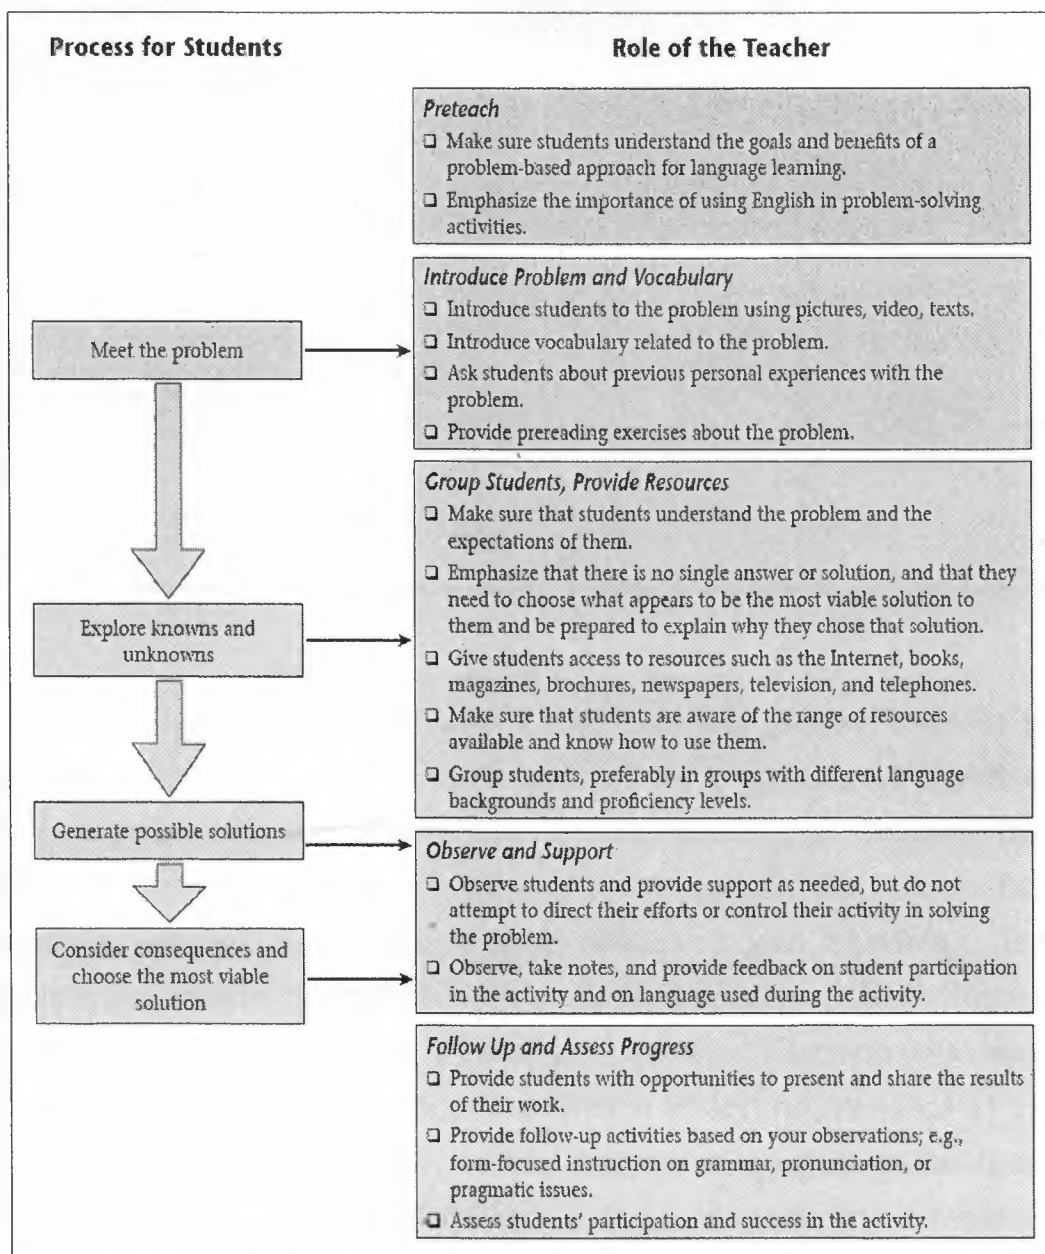 Process for Students
Role of the Teacher
Preteach
❑ Make sure students understand the goals and benefits of a
problem-based approach for language learning.
❑ Emphasize the importance of using English in problem-solving
activities.
Meet the problem
Introduce Problem and Vocabulary
❑ Introduce students to the problem using pictures, video, texts.
❑ Introduce vocabulary related to the problem.
❑ Ask students about previous personal experiences with the
problem.
❑ Provide prereading exercises about the problem.
Explore knowns and
unknowns
Group Students, Provide Resources
❑ Make sure that students understand the problem and the
expectations of them.
❑ Emphasize that there is no single answer or solution, and that they
need to choose what appears to be the most viable solution to
them and be prepared to explain why they chose that solution.
❑ Give students access to resources such as the Internet, books,
magazines, brochures, newspapers, television, and telephones.
❑ Make sure that students are aware of the range of resources
available and know how to use them.
❑ Group students, preferably in groups with different language
backgrounds and proficiency levels.
Generate possible solutions
Consider consequences and
choose the most viable
solution
Observe and Support
❑ Observe students and provide support as needed, but do not
attempt to direct their efforts or control their activity in solving
the problem.
❑ Observe, take notes, and provide feedback on student participation
in the activity and on language used during the activity.
Follow Up and Assess Progress
❑ Provide students with opportunities to present and share the results
of their work.
❑ Provide follow-up activities based on your observations; e.g.,
form-focused instruction on grammar, pronunciation, or
pragmatic issues.
❑ Assess students' participation and success in the activity.